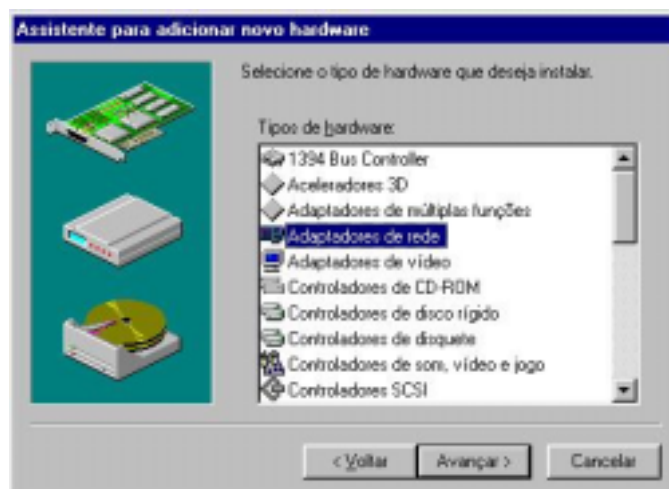 Assistente para adicionar novo hardware
Selecione o tipo de hardware que deseja instalar.
Tipos de hardware:
1394 Bus Controller
Aceleradores 3D
Adaptadores de múltiplas funções
Adaptadores de rede
Adaptadores de vídeo
Controladores de CD-ROM
Controladores de disco rígido
Controladores de disquete
Controladores de som, vídeo e jogo
Controladores SCSI
< Voltar Avançar > Cancelar